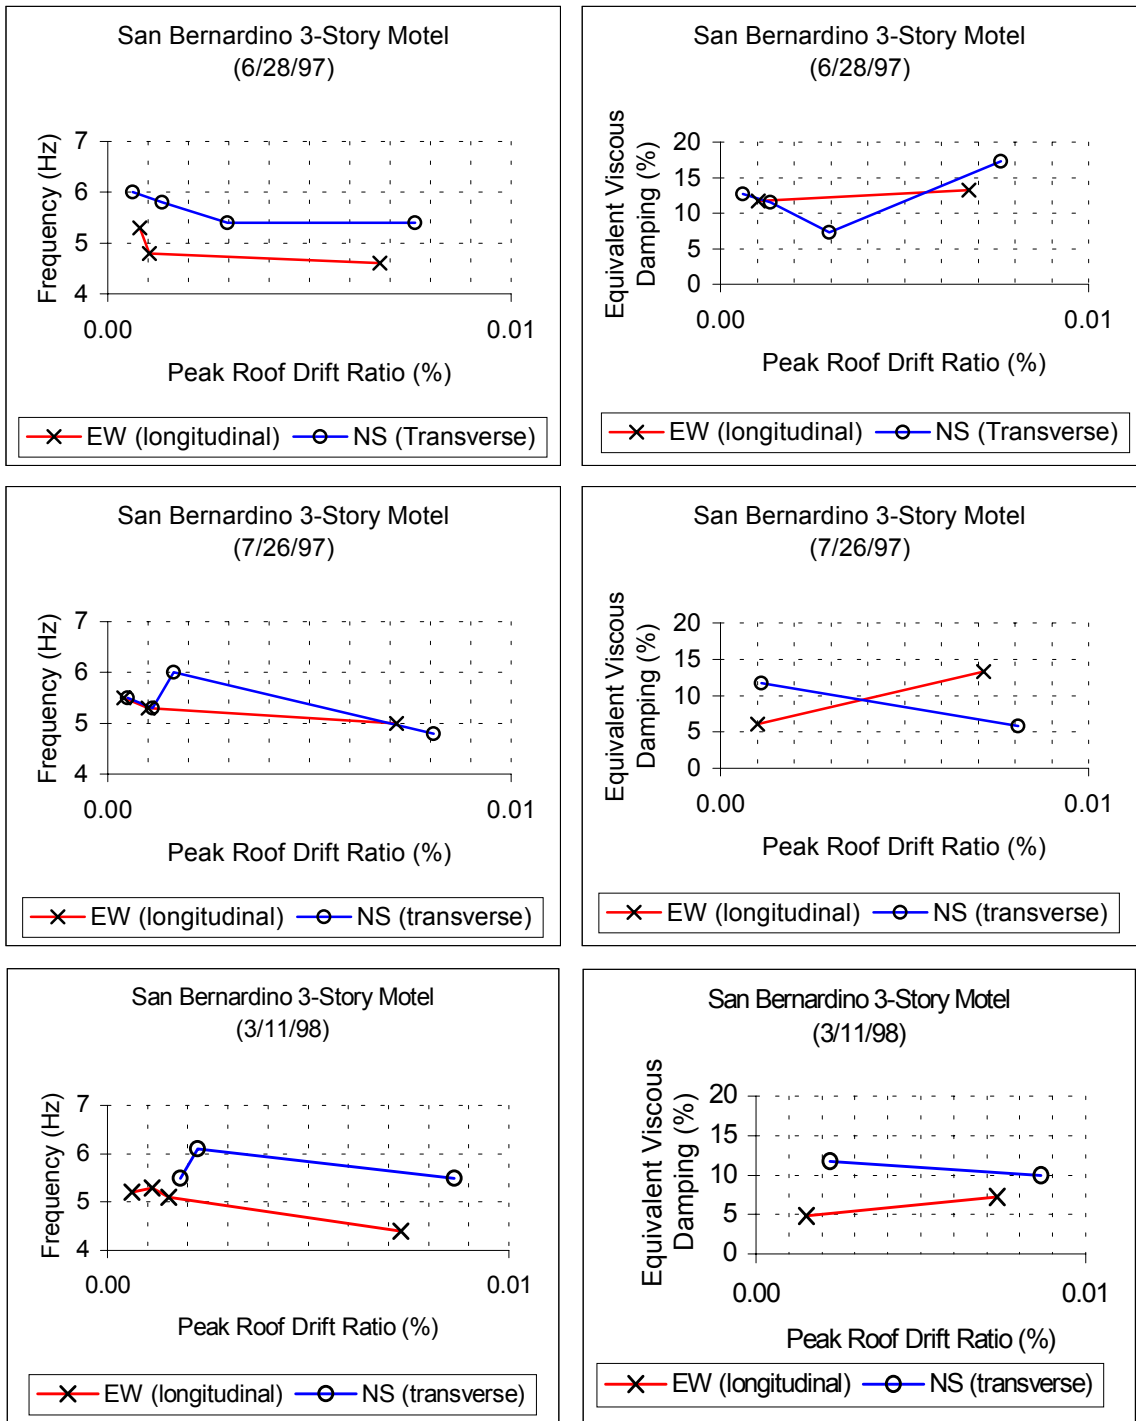 San Bernardino 3-Story Motel
(6/28/97)
Frequency (Hz)
7
6
5
4
0.00
0.01
Peak Roof Drift Ratio (%)
EW (longitudinal)
NS (Transverse)
San Bernardino 3-Story Motel
(6/28/97)
Equivalent Viscous
Damping (%)
20
15
10
5
0
0.00
0.01
Peak Roof Drift Ratio (%)
EW (longitudinal)
NS (Transverse)
San Bernardino 3-Story Motel
(7/26/97)
Frequency (Hz)
7
6
5
4
0.00
0.01
Peak Roof Drift Ratio (%)
EW (longitudinal)
NS (transverse)
San Bernardino 3-Story Motel
(7/26/97)
Equivalent Viscous
Damping (%)
20
15
10
5
0
0.00
0.01
Peak Roof Drift Ratio (%)
EW (longitudinal)
NS (transverse)
San Bernardino 3-Story Motel
(3/11/98)
Frequency (Hz)
7
6
5
4
0.00
0.01
Peak Roof Drift Ratio (%)
EW (longitudinal)
NS (transverse)
San Bernardino 3-Story Motel
(3/11/98)
Equivalent Viscous
Damping (%)
20
15
10
5
0
0.00
0.01
Peak Roof Drift Ratio (%)
EW (longitudinal)
NS (transverse)